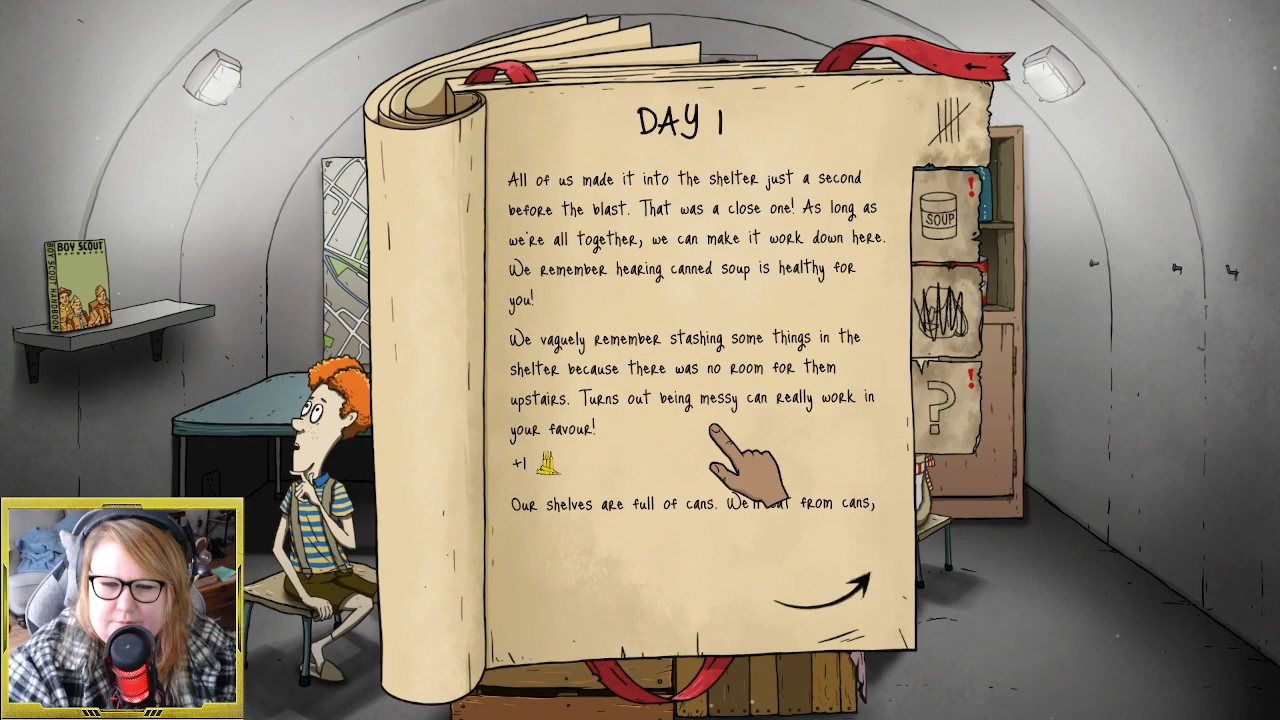 DAY 1
All of us made it into the shelter just a second
before the blast. That was a close one! As long as
we're all together, we can make it work down here.
We remember hearing canned soup is healthy for
you!
We vaguely remember stashing some things in the
shelter because there was no room for them
upstairs. Turns out being messy can really work in
your favour!
+1
Our shelves are full of cans. from cans,
SOUP
BOY SCOUT
HANDBOOK
BOY SCOUT HANDBOOK